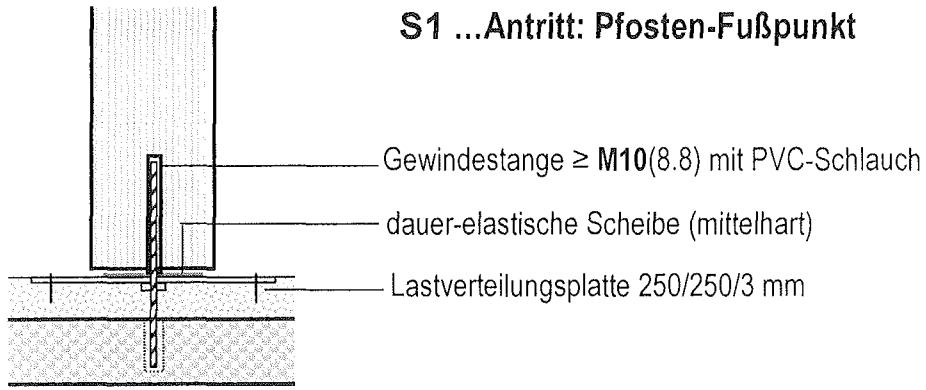 S1 ...Antritt: Pfosten-Fußpunkt
Gewindestange ≥ M10(8.8) mit PVC-Schlauch
dauer-elastische Scheibe (mittelhart)
Lastverteilungsplatte 250/250/3 mm